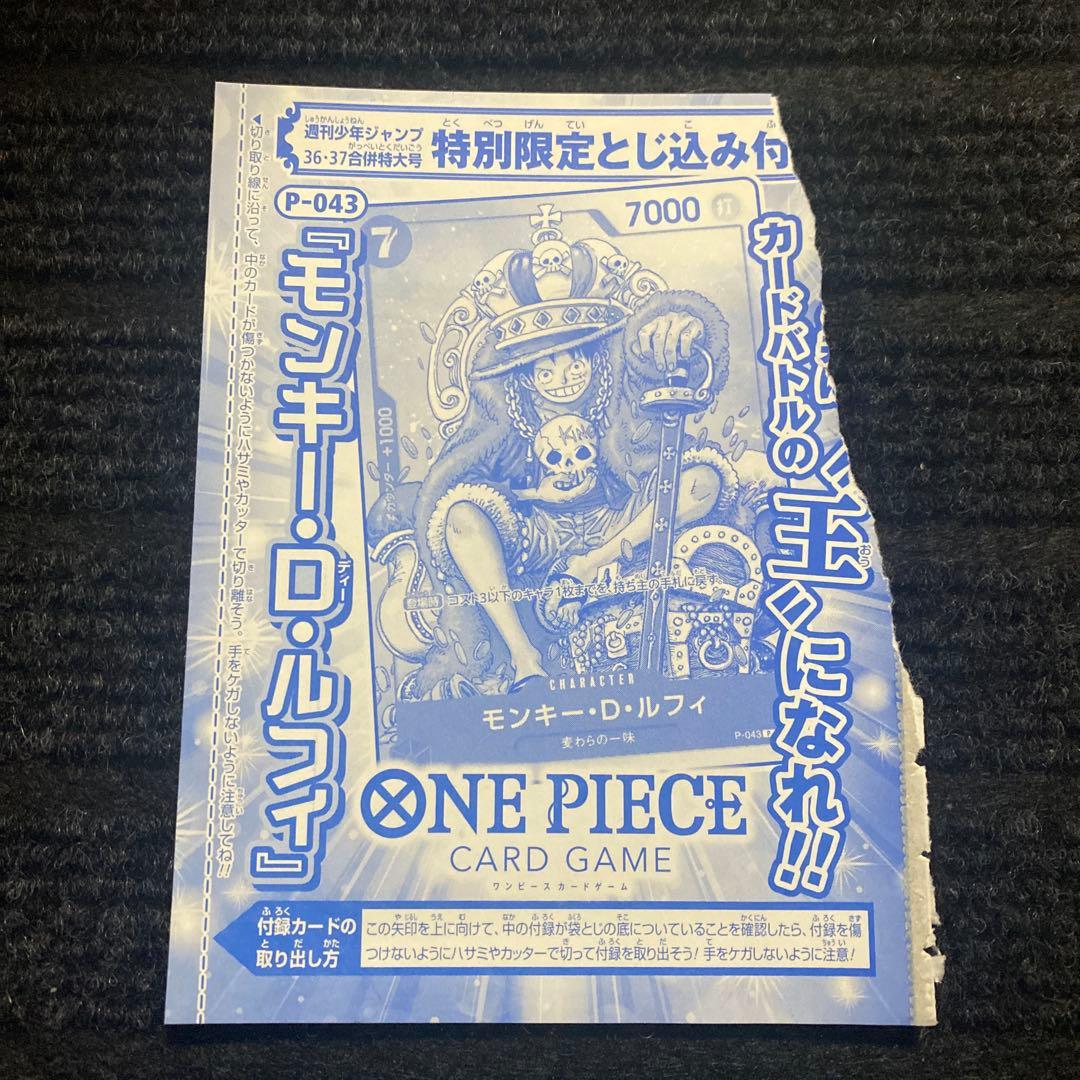 週刊少年ジャンプ
36・37合併特大号
特別限定とじ込み付
P-043
『モンキー・D・ルフィ』
◀切り取り線に沿って、中のカードが傷つかないようにハサミやカッターで切り離そう。手をケガしないように注意してね!!
カードバトルの
〝王〟になれ!!
7
7000 打
カウンター +1000
KING
登場時 コスト3以下のキャラ1枚までを、持ち主の手札に戻す。
CHARACTER
モンキー・D・ルフィ
麦わらの一味
P-043 P
ONE PIECE
CARD GAME
ワンピースカードゲーム
付録カードの
取り出し方
この矢印を上に向けて、中の付録が袋とじの底についていることを確認したら、付録を傷
つけないようにハサミやカッターで切って付録を取り出そう! 手をケガしないように注意!